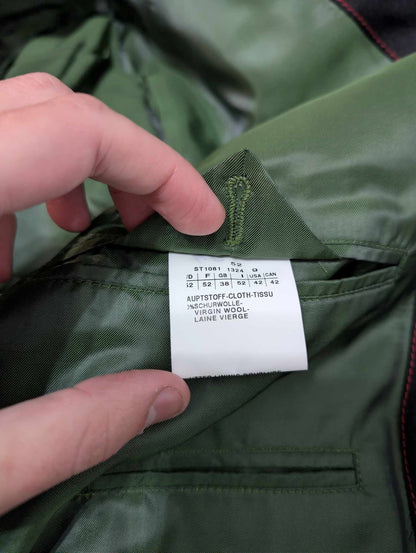 52
ST1081 1324 9
/D F GB I USA CAN
52 52 38 52 42 42
AUPTSTOFF-CLOTH-TISSU
%SCHURWOLLE-
VIRGIN WOOL-
LAINE VIERGE